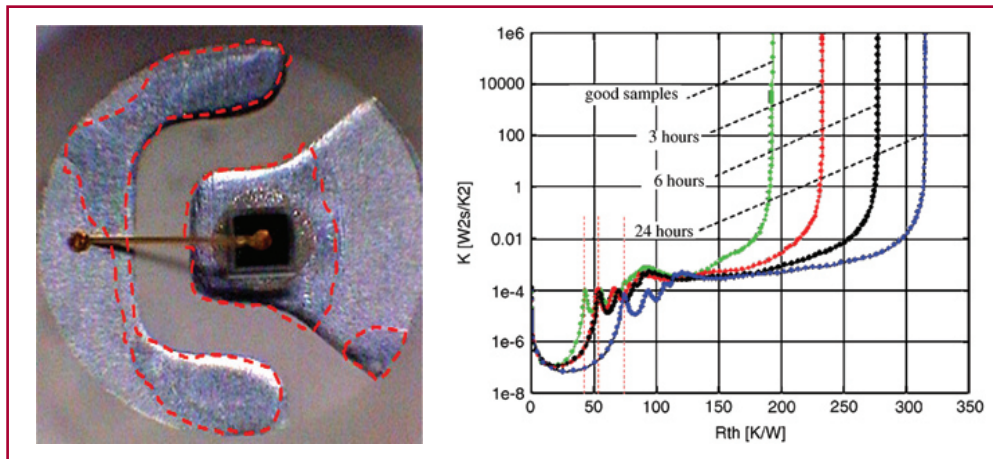 1e6
10000
100
1
0.01
1e-4
1e-6
1e-8
K [W2s/K2]
good samples
3 hours
6 hours
24 hours
0
50
100
150
200
250
300
350
Rth [K/W]